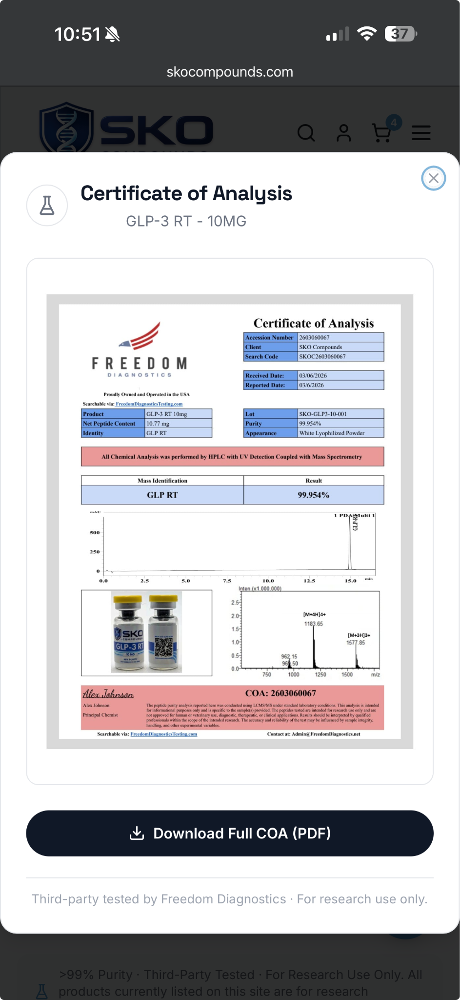 10:51
37
skocompounds.com
SKO
4
Certificate of Analysis
GLP-3 RT - 10MG
FREEDOM
DIAGNOSTICS
Proudly Owned and Operated in the USA
Searchable via: FreedomDiagnosticsTesting.com
Certificate of Analysis
Accession Number 2603060067
Client SKO Compounds
Search Code SKOC2603060067
Received Date: 03/06/2026
Reported Date: 03/6/2026
Product GLP-3 RT 10mg
Net Peptide Content 10.77 mg
Identity GLP RT
Lot SKO-GLP3-10-001
Purity 99.954%
Appearance White Lyophilized Powder
All Chemical Analysis was performed by HPLC with UV Detection Coupled with Mass Spectrometry
Mass Identification Result
GLP RT 99.954%
mAU
1 PDA Multi 1
GLP-RT
500
250
0
0.0 2.5 5.0 7.5 10.0 12.5 15.0 min
SKO
COMPOUNDS
GLP-3 RT
10 MG
99% PURITY
Inten.(x1,000,000)
2.5
2.0
1.5
1.0
0.5
0.0
[M+4H]4+
1183.65
[M+3H]3+
1577.85
962.15
750 1000 1250 1500 m/z
Alex Johnson
Alex Johnson
Principal Chemist
COA: 2603060067
The peptide purity analysis reported here was conducted using LCMS/MS under standard laboratory conditions. This analysis is intended
for informational purposes only and is specific to the sample(s) provided. The peptides tested are intended for research use only and are
not approved for human or veterinary use, diagnostic, therapeutic, or clinical applications. Results should be interpreted by qualified
professionals within the scope of the intended research. The accuracy and reliability of the test may be influenced by sample integrity,
handling, and other experimental variables.
Searchable via: FreedomDiagnosticsTesting.com
Contact at: Admin@FreedomDiagnostics.net
Download Full COA (PDF)
Third-party tested by Freedom Diagnostics · For research use only.
>99% Purity · Third-Party Tested · For Research Use Only. All
products currently listed on this site are for research